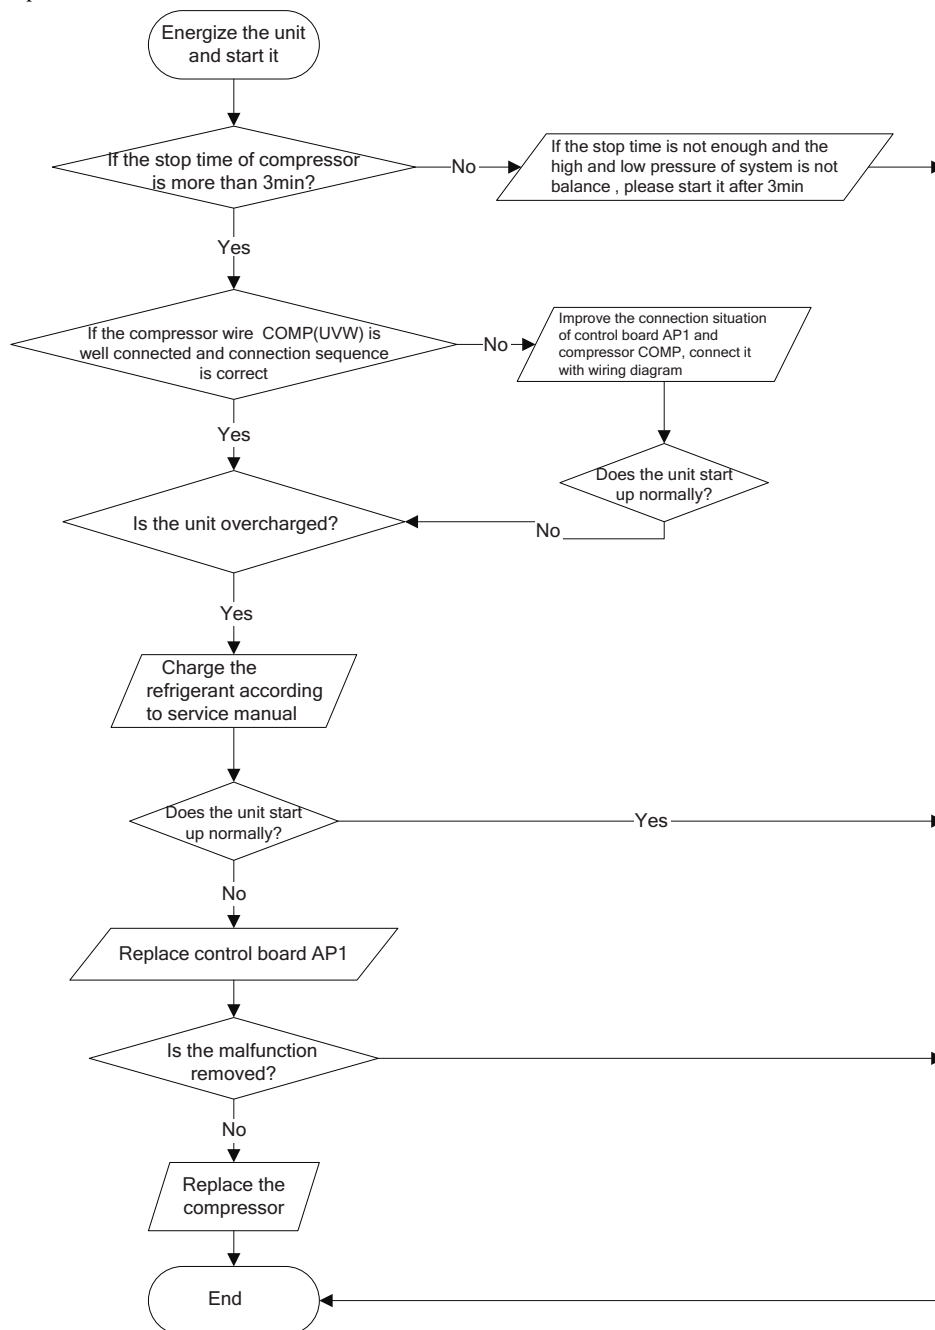 Energize the unit
and start it
If the stop time of compressor
is more than 3min?
No
If the stop time is not enough and the
high and low pressure of system is not
balance , please start it after 3min
Yes
If the compressor wire COMP(UVW) is
well connected and connection sequence
is correct
No
Improve the connection situation
of control board AP1 and
compressor COMP, connect it
with wiring diagram
Yes
Does the unit start
up normally?
Is the unit overcharged?
No
Yes
Charge the
refrigerant according
to service manual
Does the unit start
up normally?
Yes
No
Replace control board AP1
Is the malfunction
removed?
No
Replace the
compressor
End